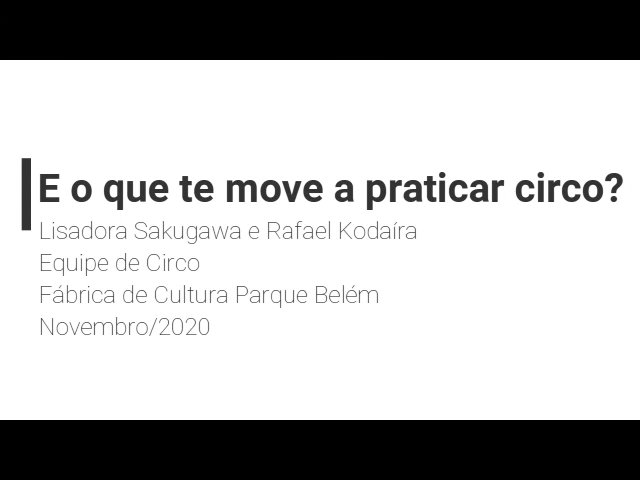 E o que te move a praticar circo?
Lisadora Sakugawa e Rafael Kodaíra
Equipe de Circo
Fábrica de Cultura Parque Belém
Novembro/2020